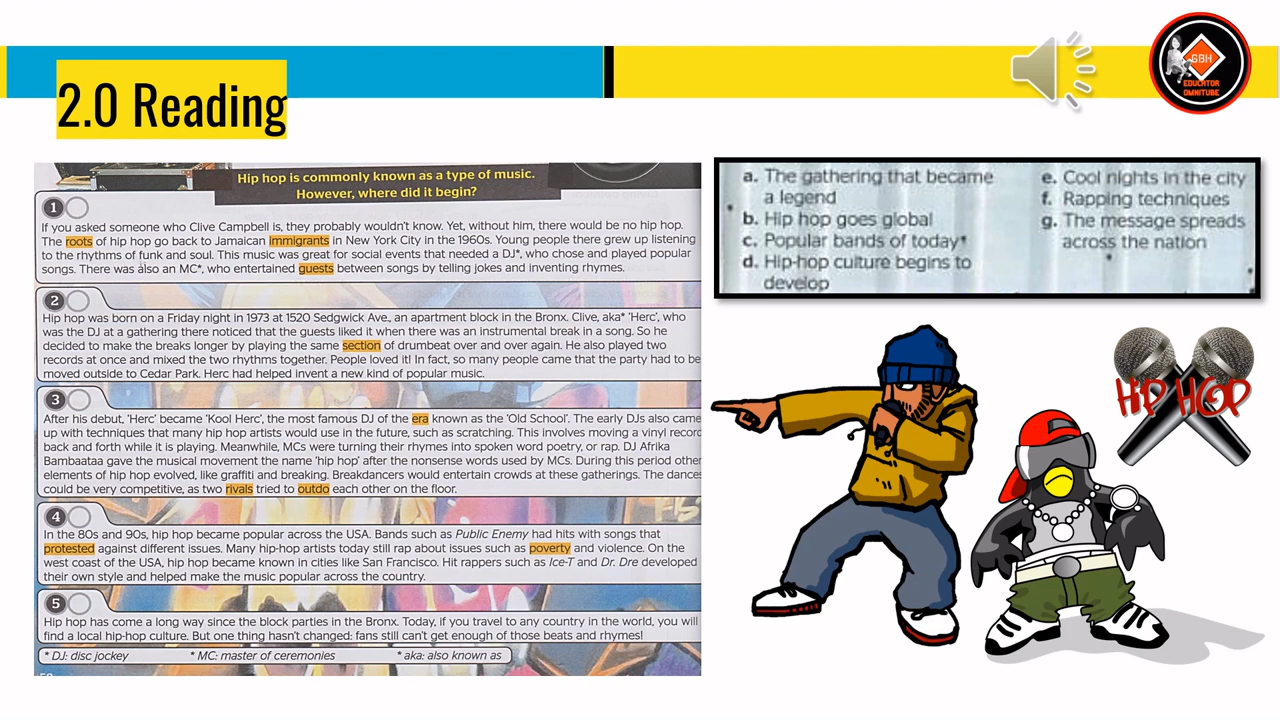 2.0 Reading
GBH
EDUCATOR
OMNITUBE
Hip hop is commonly known as a type of music.
However, where did it begin?
1
If you asked someone who Clive Campbell is, they probably wouldn't know. Yet, without him, there would be no hip hop.
The roots of hip hop go back to Jamaican immigrants in New York City in the 1960s. Young people there grew up listening
to the rhythms of funk and soul. This music was great for social events that needed a DJ*, who chose and played popular
songs. There was also an MC*, who entertained guests between songs by telling jokes and inventing rhymes.
2
Hip hop was born on a Friday night in 1973 at 1520 Sedgwick Ave., an apartment block in the Bronx. Clive, aka* 'Herc', who
was the DJ at a gathering there noticed that the guests liked it when there was an instrumental break in a song. So he
decided to make the breaks longer by playing the same section of drumbeat over and over again. He also played two
records at once and mixed the two rhythms together. People loved it! In fact, so many people came that the party had to be
moved outside to Cedar Park. Herc had helped invent a new kind of popular music.
3
After his debut, 'Herc' became 'Kool Herc', the most famous DJ of the era known as the 'Old School'. The early DJs also came
up with techniques that many hip hop artists would use in the future, such as scratching. This involves moving a vinyl record
back and forth while it is playing. Meanwhile, MCs were turning their rhymes into spoken word poetry, or rap. DJ Afrika
Bambaataa gave the musical movement the name 'hip hop' after the nonsense words used by MCs. During this period other
elements of hip hop evolved, like graffiti and breaking. Breakdancers would entertain crowds at these gatherings. The dances
could be very competitive, as two rivals tried to outdo each other on the floor.
4
In the 80s and 90s, hip hop became popular across the USA. Bands such as Public Enemy had hits with songs that
protested against different issues. Many hip-hop artists today still rap about issues such as poverty and violence. On the
west coast of the USA, hip hop became known in cities like San Francisco. Hit rappers such as Ice-T and Dr. Dre developed
their own style and helped make the music popular across the country.
5
Hip hop has come a long way since the block parties in the Bronx. Today, if you travel to any country in the world, you will
find a local hip-hop culture. But one thing hasn't changed: fans still can't get enough of those beats and rhymes!
* DJ: disc jockey * MC: master of ceremonies * aka: also known as
a. The gathering that became
a legend
b. Hip hop goes global
c. Popular bands of today
d. Hip-hop culture begins to
develop
e. Cool nights in the city
f. Rapping techniques
g. The message spreads
across the nation
HIP HOP